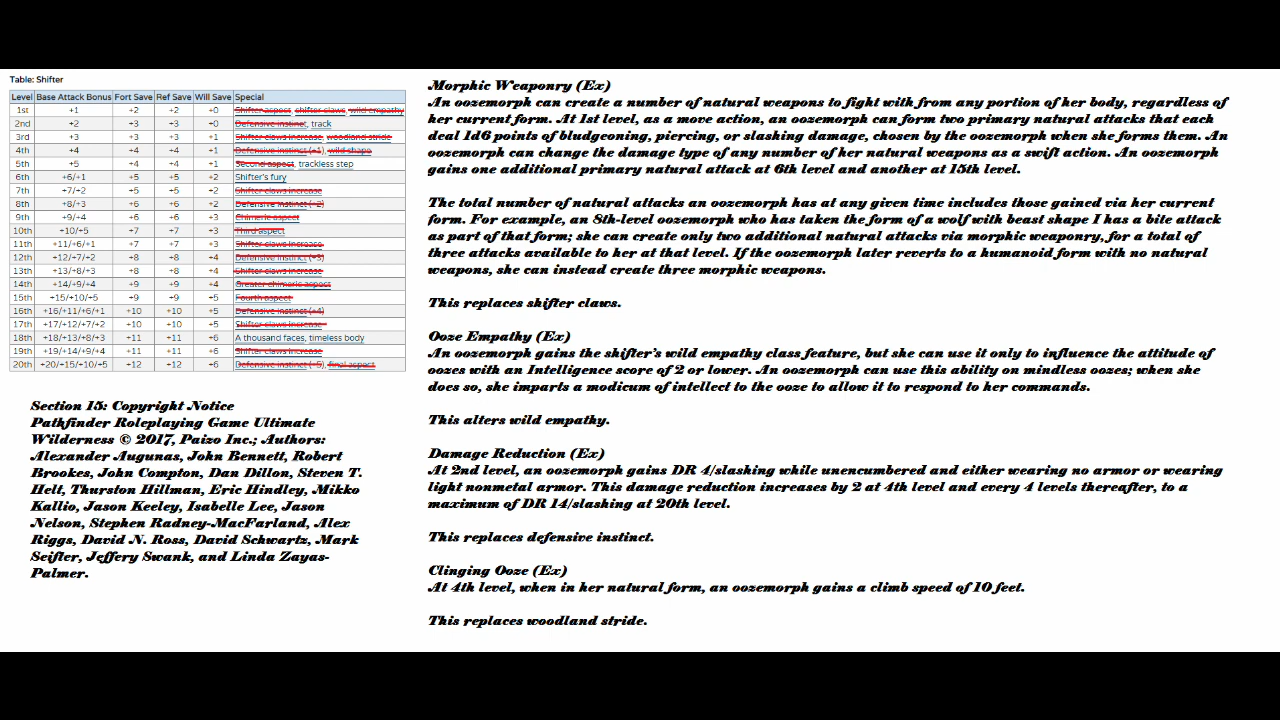 Table: Shifter
Level Base Attack Bonus Fort Save Ref Save Will Save Special
1st +1 +2 +2 +0 Shifter aspect, shifter claws, wild empathy
2nd +2 +3 +3 +0 Defensive instinct, track
3rd +3 +3 +3 +1 Shifter claws increase, woodland stride
4th +4 +4 +4 +1 Defensive instinct (+1), wild shape
5th +5 +4 +4 +1 Second aspect, trackless step
6th +6/+1 +5 +5 +2 Shifter's fury
7th +7/+2 +5 +5 +2 Shifter claws increase
8th +8/+3 +6 +6 +2 Defensive instinct (+2)
9th +9/+4 +6 +6 +3 Chimeric aspect
10th +10/+5 +7 +7 +3 Third aspect
11th +11/+6/+1 +7 +7 +3 Shifter claws increase
12th +12/+7/+2 +8 +8 +4 Defensive instinct (+3)
13th +13/+8/+3 +8 +8 +4 Shifter claws increase
14th +14/+9/+4 +9 +9 +4 Greater chimeric aspect
15th +15/+10/+5 +9 +9 +5 Fourth aspect
16th +16/+11/+6/+1 +10 +10 +5 Defensive instinct (+4)
17th +17/+12/+7/+2 +10 +10 +5 Shifter claws increase
18th +18/+13/+8/+3 +11 +11 +6 A thousand faces, timeless body
19th +19/+14/+9/+4 +11 +11 +6 Shifter claws increase
20th +20/+15/+10/+5 +12 +12 +6 Defensive instinct (+5), final aspect
Section 15: Copyright Notice
Pathfinder Roleplaying Game Ultimate
Wilderness © 2017, Paizo Inc.; Authors:
Alexander Augunas, John Bennett, Robert
Brookes, John Compton, Dan Dillon, Steven T.
Helt, Thurston Hillman, Eric Hindley, Mikko
Kallio, Jason Keeley, Isabelle Lee, Jason
Nelson, Stephen Radney-MacFarland, Alex
Riggs, David N. Ross, David Schwartz, Mark
Seifter, Jeffery Swank, and Linda Zayas-
Palmer.
Morphic Weaponry (Ex)
An oozemorph can create a number of natural weapons to fight with from any portion of her body, regardless of
her current form. At 1st level, as a move action, an oozemorph can form two primary natural attacks that each
deal 1d6 points of bludgeoning, piercing, or slashing damage, chosen by the oozemorph when she forms them. An
oozemorph can change the damage type of any number of her natural weapons as a swift action. An oozemorph
gains one additional primary natural attack at 6th level and another at 15th level.
The total number of natural attacks an oozemorph has at any given time includes those gained via her current
form. For example, an 8th-level oozemorph who has taken the form of a wolf with beast shape I has a bite attack
as part of that form; she can create only two additional natural attacks via morphic weaponry, for a total of
three attacks available to her at that level. If the oozemorph later reverts to a humanoid form with no natural
weapons, she can instead create three morphic weapons.
This replaces shifter claws.
Ooze Empathy (Ex)
An oozemorph gains the shifter's wild empathy class feature, but she can use it only to influence the attitude of
oozes with an Intelligence score of 2 or lower. An oozemorph can use this ability on mindless oozes; when she
does so, she imparts a modicum of intellect to the ooze to allow it to respond to her commands.
This alters wild empathy.
Damage Reduction (Ex)
At 2nd level, an oozemorph gains DR 4/slashing while unencumbered and either wearing no armor or wearing
light nonmetal armor. This damage reduction increases by 2 at 4th level and every 4 levels thereafter, to a
maximum of DR 14/slashing at 20th level.
This replaces defensive instinct.
Clinging Ooze (Ex)
At 4th level, when in her natural form, an oozemorph gains a climb speed of 10 feet.
This replaces woodland stride.